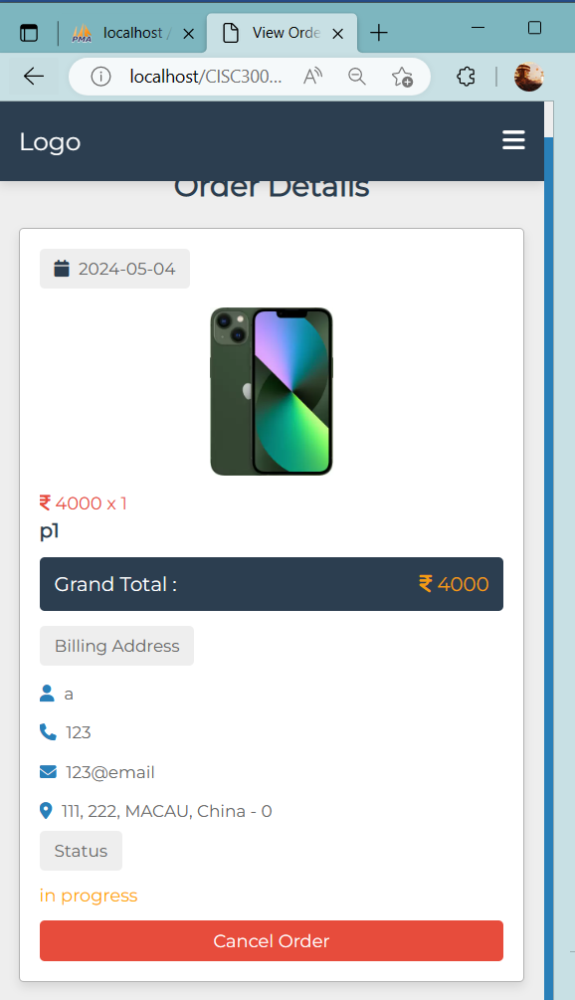 PMA
localhost /
View Orde
localhost/CISC300...
Logo
Order Details
2024-05-04
₹ 4000 x 1
p1
Grand Total : ₹ 4000
Billing Address
a
123
123@email
111, 222, MACAU, China - 0
Status
in progress
Cancel Order